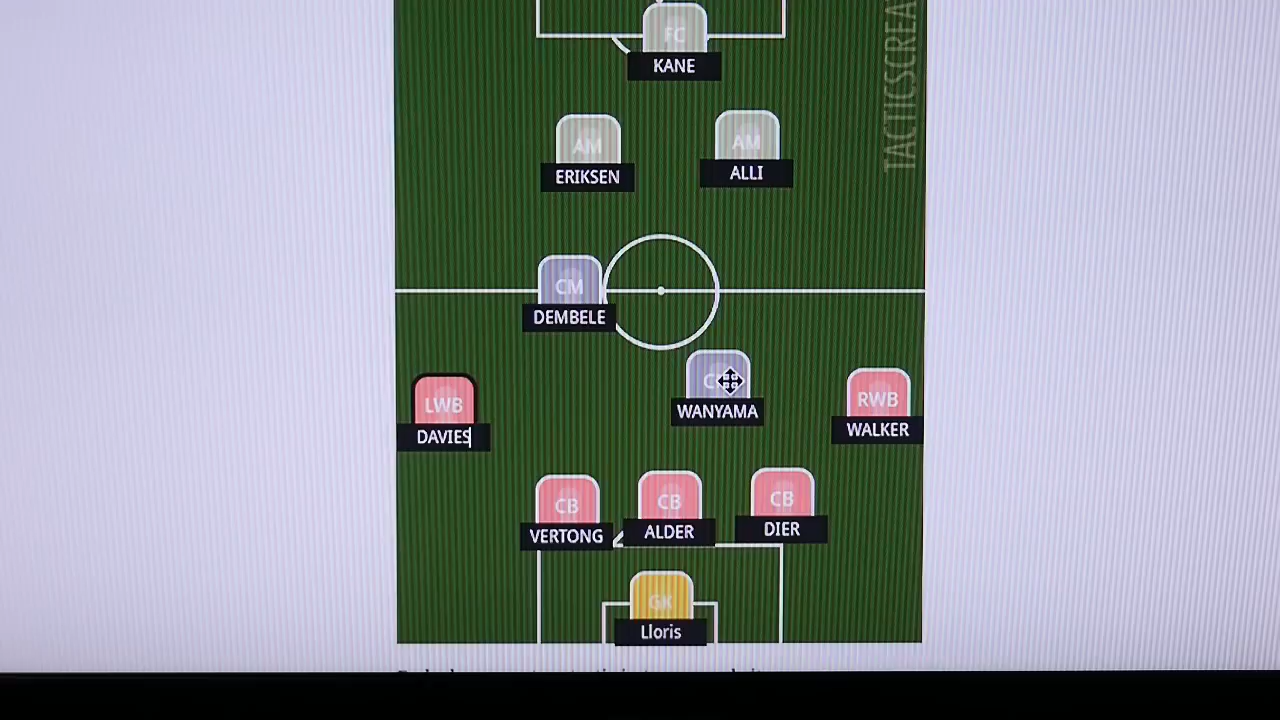 FC
KANE
TACTICSCREA
AM
ERIKSEN
AM
ALLI
CM
DEMBELE
WANYAMA
LWB
DAVIES
RWB
WALKER
CB
VERTONG
CB
ALDER
CB
DIER
GK
Lloris